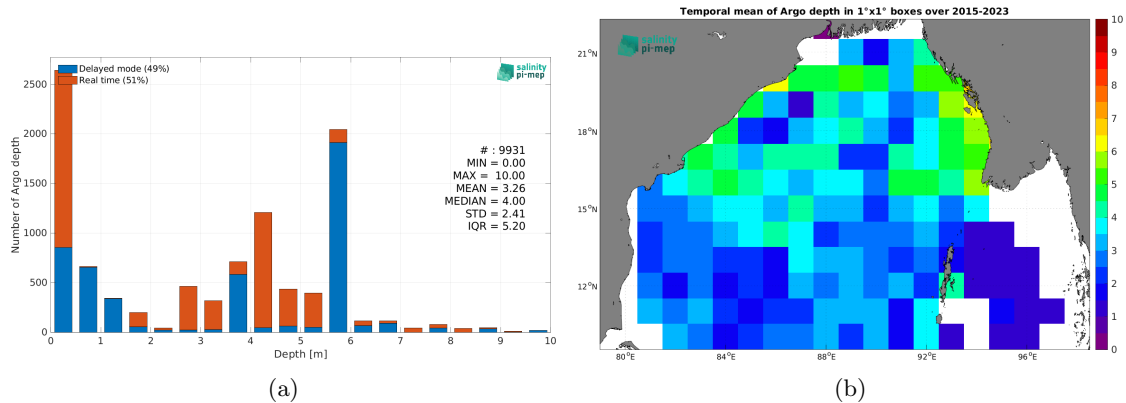 Delayed mode (49%)
Real time (51%)
salinity
pi-mep
# : 9931
MIN = 0.00
MAX = 10.00
MEAN = 3.26
MEDIAN = 4.00
STD = 2.41
IQR = 5.20
Number of Argo depth
2500
2000
1500
1000
500
0
0 1 2 3 4 5 6 7 8 9 10
Depth [m]
(a)
Temporal mean of Argo depth in 1°x1° boxes over 2015-2023
salinity
pi-mep
21°N
18°N
15°N
12°N
80°E 84°E 88°E 92°E 96°E
10
9
8
7
6
5
4
3
2
1
0
(b)